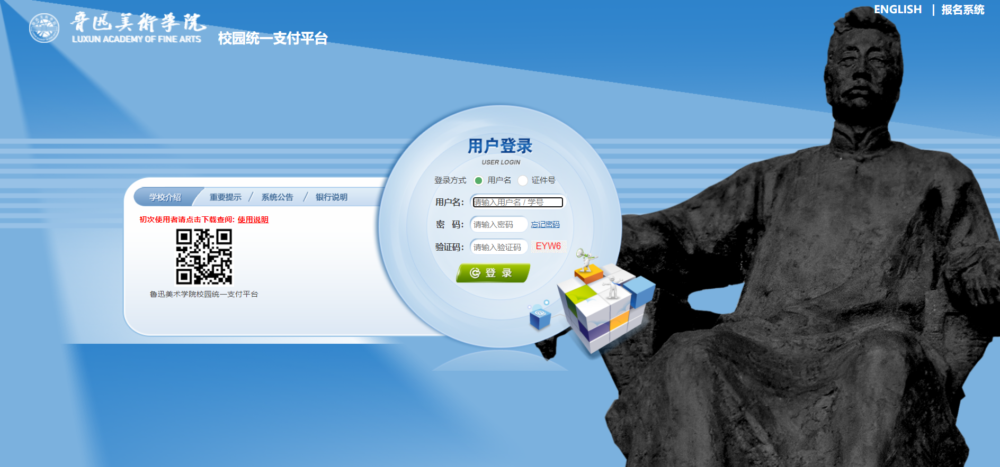 鲁迅美術学院
LUXUN ACADEMY OF FINE ARTS
校园统一支付平台
ENGLISH | 报名系统
用户登录
USER LOGIN
登录方式 用户名 证件号
用户名: 请输入用户名 / 学号
密 码: 请输入密码 忘记密码
验证码: 请输入验证码 EYW6
登 录
学校介绍 / 重要提示 / 系统公告 / 银行说明
初次使用者请点击下载查阅: 使用说明
鲁迅美术学院校园统一支付平台